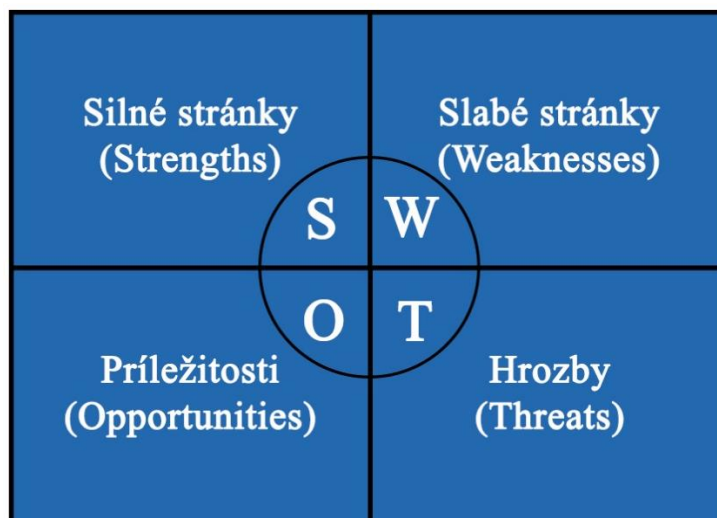 Silné stránky
(Strengths)
Slabé stránky
(Weaknesses)
S
W
O
T
Príležitosti
(Opportunities)
Hrozby
(Threats)